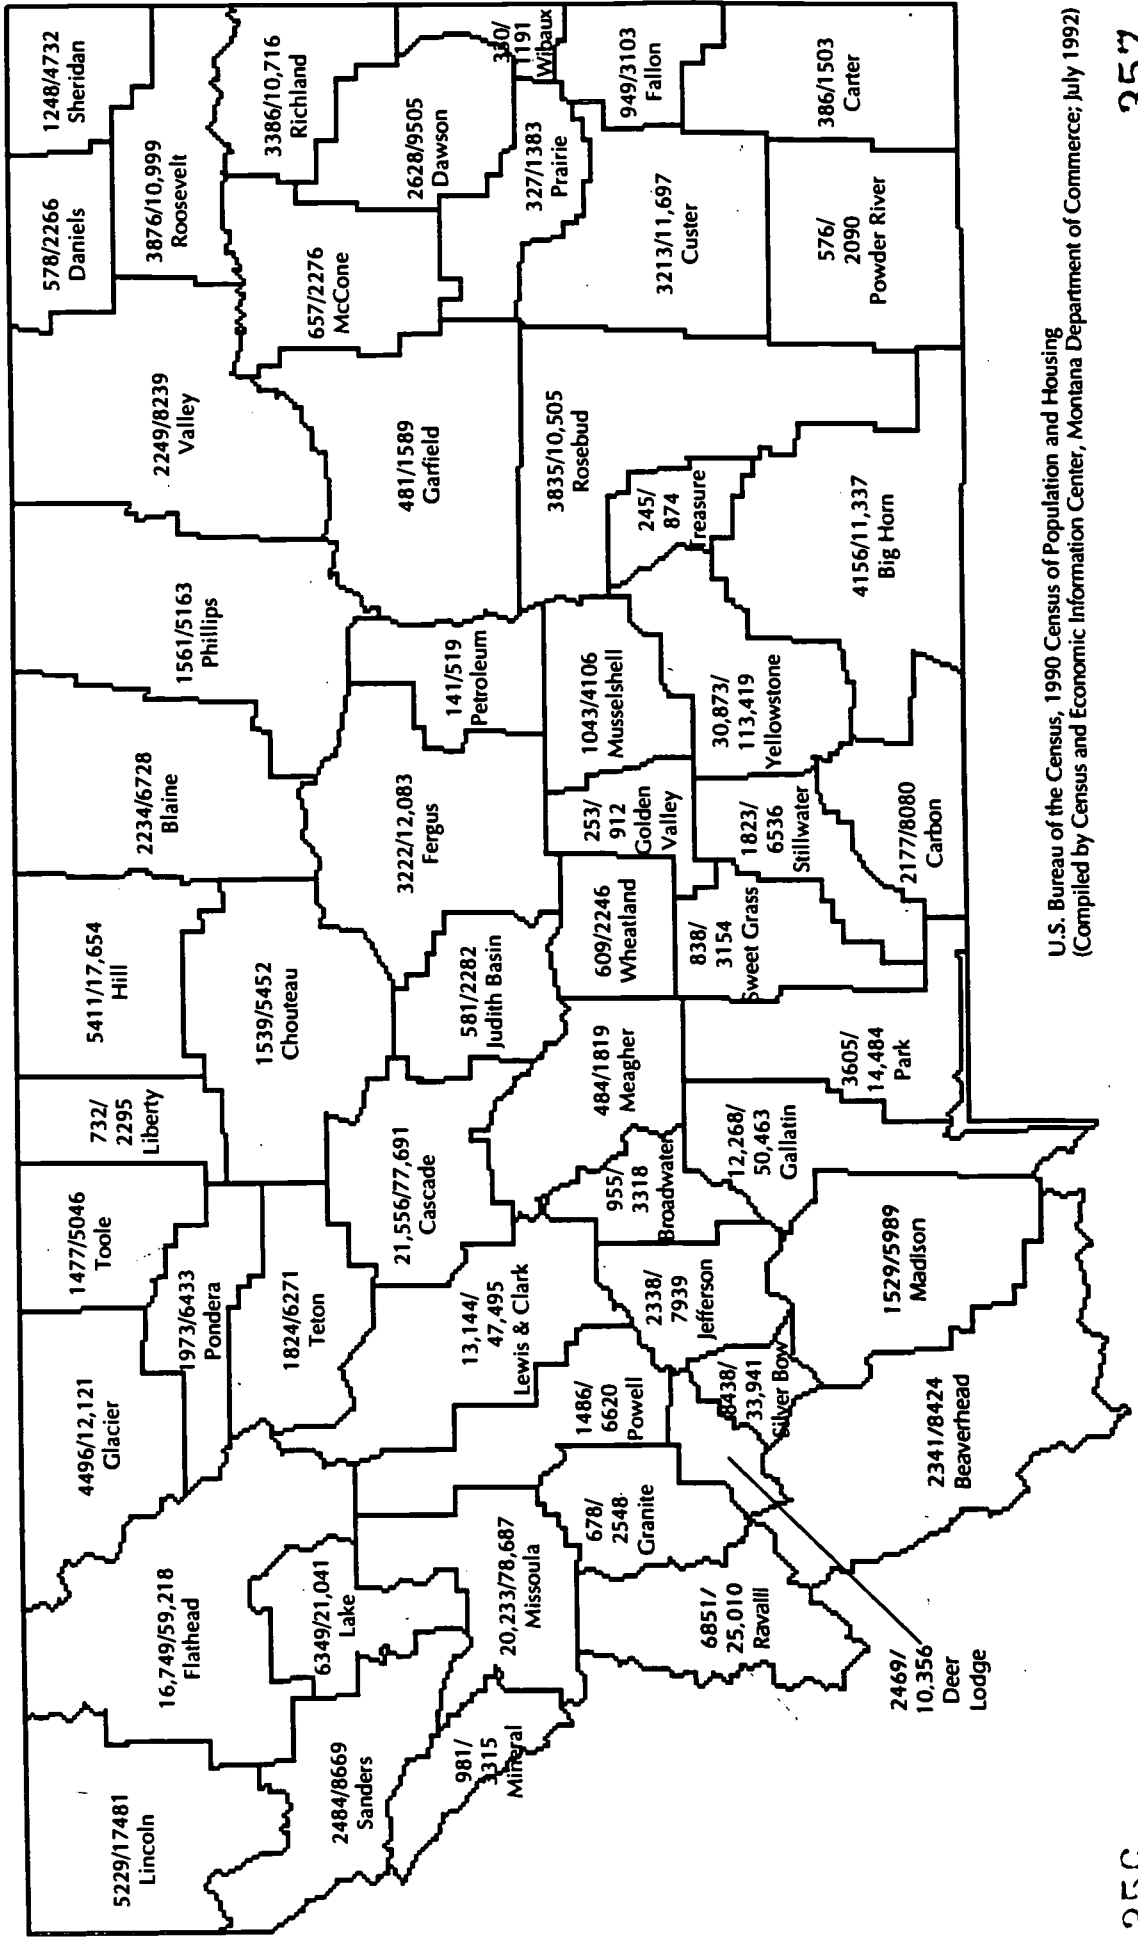 5229/17481
Lincoln
16,749/59,218
Flathead
4496/12,121
Glacier
1477/5046
Toole
732/
2295
Liberty
5411/17,654
Hill
2234/6728
Blaine
1561/5163
Phillips
2249/8239
Valley
578/2266
Daniels
1248/4732
Sheridan
3876/10,999
Roosevelt
3386/10,716
Richland
1973/6433
Pondera
1824/6271
Teton
1539/5452
Chouteau
657/2276
McCone
2628/9505
Dawson
330/
1191
Wibaux
2484/8669
Sanders
6349/21,041
Lake
21,556/77,691
Cascade
581/2282
Judith Basin
3222/12,083
Fergus
141/519
Petroleum
481/1589
Garfield
327/1383
Prairie
981/
3315
Mineral
20,233/78,687
Missoula
1486/
6620
Powell
13,144/
47,495
Lewis & Clark
484/1819
Meagher
609/2246
Wheatland
253/
912
Golden
Valley
1043/4106
Musselshell
3835/10,505
Rosebud
245/
874
Treasure
3213/11,697
Custer
949/3103
Fallon
678/
2548
Granite
2338/
7939
Jefferson
955/
3318
Broadwater
6851/
25,010
Ravalli
8438/
33,941
Silver Bow
12,268/
50,463
Gallatin
838/
3154
Sweet Grass
1823/
6536
Stillwater
30,873/
113,419
Yellowstone
2469/
10,356
Deer
Lodge
2341/8424
Beaverhead
1529/5989
Madison
3605/
14,484
Park
2177/8080
Carbon
4156/11,337
Big Horn
576/
2090
Powder River
386/1503
Carter
U.S. Bureau of the Census, 1990 Census of Population and Housing
(Compiled by Census and Economic Information Center, Montana Department of Commerce; July 1992)
357